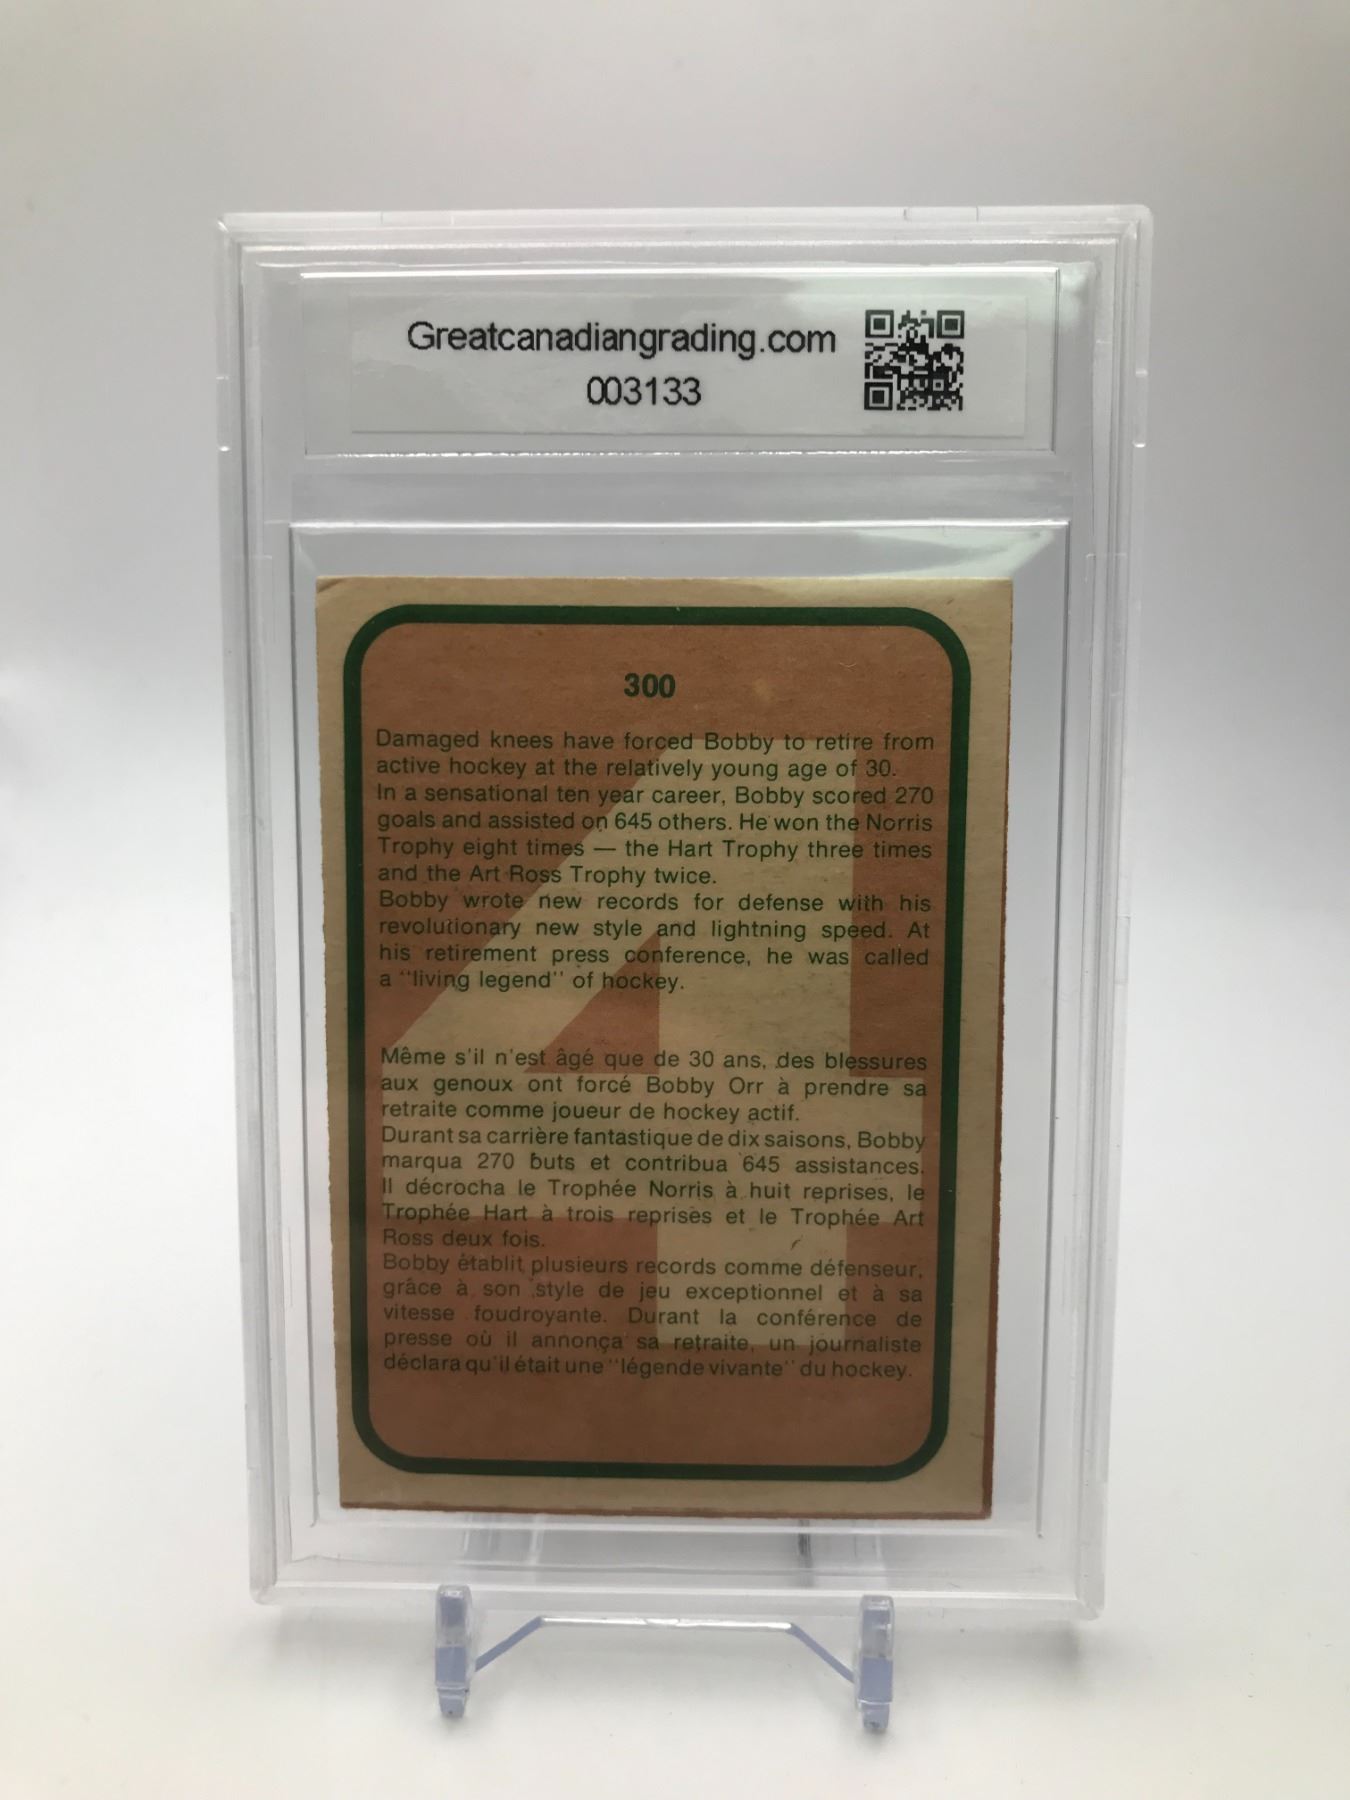 Greatcanadiangrading.com
003133
300
Damaged knees have forced Bobby to retire from
active hockey at the relatively young age of 30.
In a sensational ten year career, Bobby scored 270
goals and assisted on 645 others. He won the Norris
Trophy eight times — the Hart Trophy three times
and the Art Ross Trophy twice.
Bobby wrote new records for defense with his
revolutionary new style and lightning speed. At
his retirement press conference, he was called
a "living legend" of hockey.
Même s'il n'est âgé que de 30 ans, des blessures
aux genoux ont forcé Bobby Orr à prendre sa
retraite comme joueur de hockey actif.
Durant sa carrière fantastique de dix saisons, Bobby
marqua 270 buts et contribua 645 assistances.
Il décrocha le Trophée Norris à huit reprises, le
Trophée Hart à trois reprises et le Trophée Art
Ross deux fois.
Bobby établit plusieurs records comme défenseur,
grâce à son style de jeu exceptionnel et à sa
vitesse foudroyante. Durant la conférence de
presse où il annonça sa retraite, un journaliste
déclara qu'il était une "légende vivante" du hockey.
4